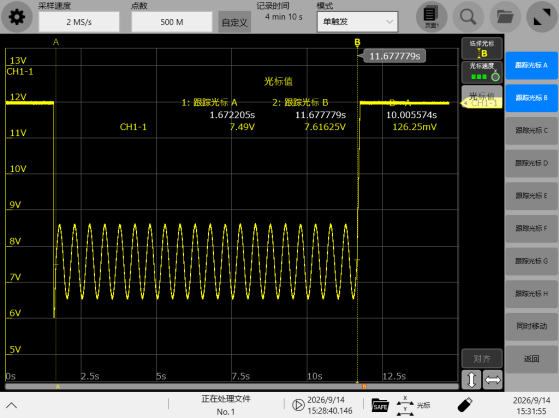 采样速度 点数 记录时间 模式
2 MS/s 500 M 自定义 4 min 10 s 单触发
页面1
A B
11.677779s
13V
CH1-1
光标值
12V
1: 跟踪光标 A 2: 跟踪光标 B B - A
1.672205s 11.677779s 10.005574s
CH1-1 7.49V 7.61625V 126.25mV
11V
10V
9V
8V
7V
6V
5V
0s 2.5s 5s 7.5s 10s 12.5s
A B
选择光标
B
光标速度
光标值
CH1-1
对齐
跟踪光标 A
跟踪光标 B
跟踪光标 C
跟踪光标 D
跟踪光标 E
跟踪光标 F
跟踪光标 G
跟踪光标 H
同时移动
返回
正在处理文件
No. 1
2026/9/14
15:28:40.146
SAFE
X
Y
光标
2026/9/14
15:31:55